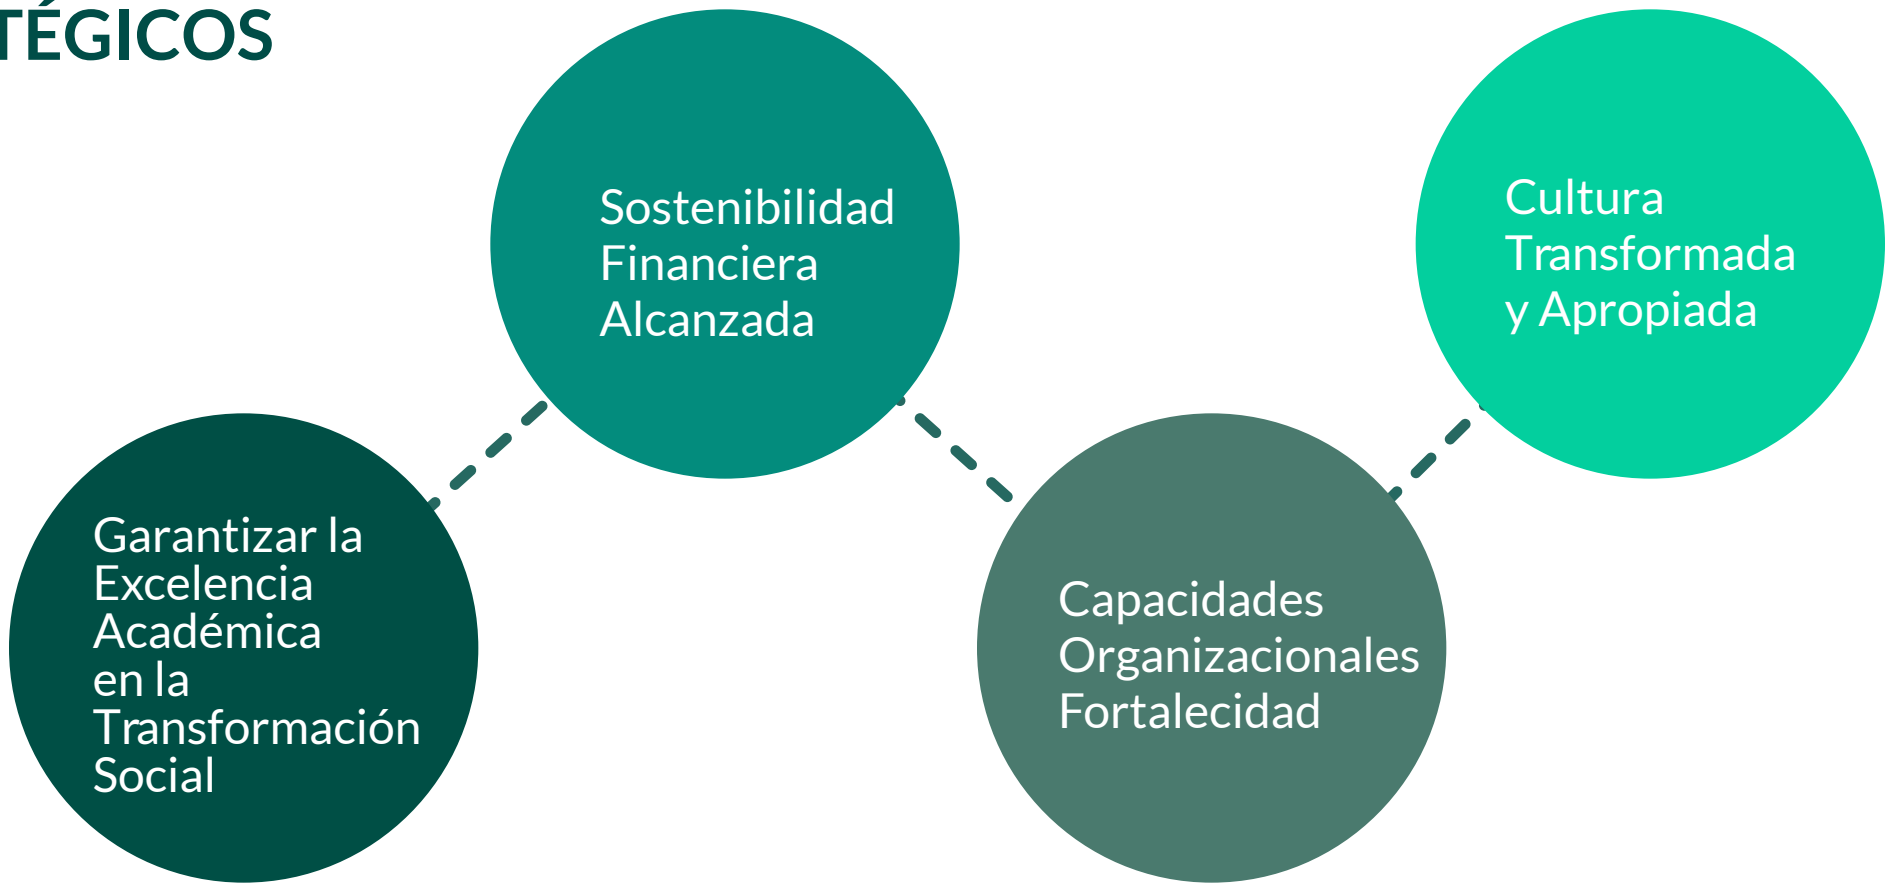 TÉGICOS
Garantizar la
Excelencia
Académica
en la
Transformación
Social
Sostenibilidad
Financiera
Alcanzada
Capacidades
Organizacionales
Fortalecidad
Cultura
Transformada
y Apropiada